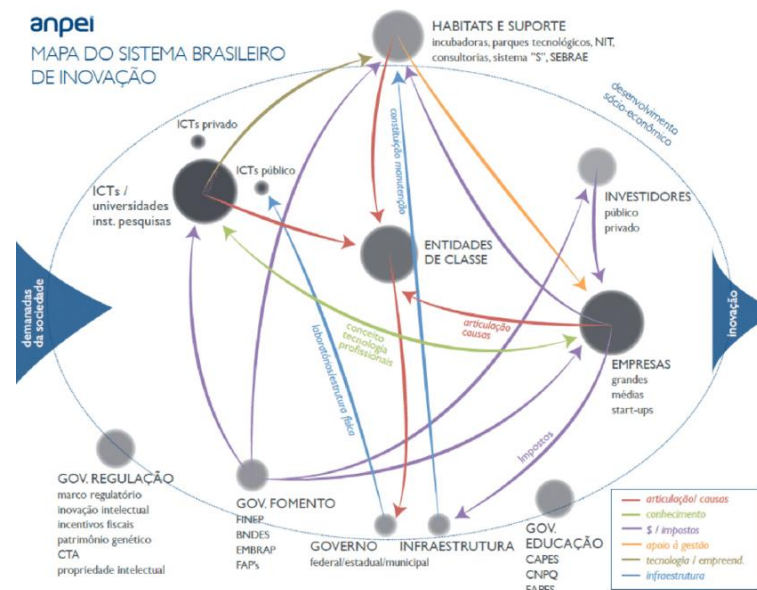 anpei
MAPA DO SISTEMA BRASILEIRO
DE INOVAÇÃO
HABITATS E SUPORTE
incubadoras, parques tecnológicos, NIT,
consultorias, sistema "S", SEBRAE
desenvolvimento
sócio-econômico
ICTs privado
ICTs público
ICTs /
universidades
inst. pesquisas
constituição manutenção
INVESTIDORES
público
privado
ENTIDADES
DE CLASSE
demanadas
da sociedade
inovação
articulação
causas
conceito
tecnologia
profissionais
laboratórios/estrutura física
EMPRESAS
grandes
médias
start-ups
Impostos
GOV. REGULAÇÃO
marco regulatório
inovação intelectual
incentivos fiscais
patrimônio genético
CTA
propriedade intelectual
GOV. FOMENTO
FINEP
BNDES
EMBRAP
FAP's
GOVERNO
federal/estadual/municipal
INFRAESTRUTURA
GOV.
EDUCAÇÃO
CAPES
CNPQ
articulação/ causas
conhecimento
$ / impostos
apoio à gestão
tecnologia / empreend.
infraestrutura